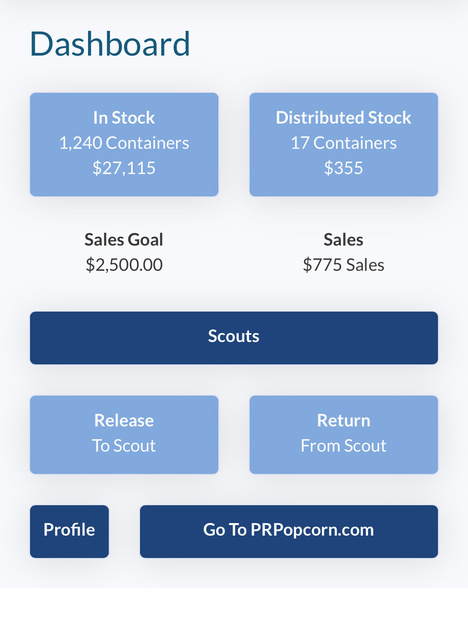 Dashboard
In Stock
1,240 Containers
$27,115
Distributed Stock
17 Containers
$355
Sales Goal
$2,500.00
Sales
$775 Sales
Scouts
Release
To Scout
Return
From Scout
Profile
Go To PRPopcorn.com